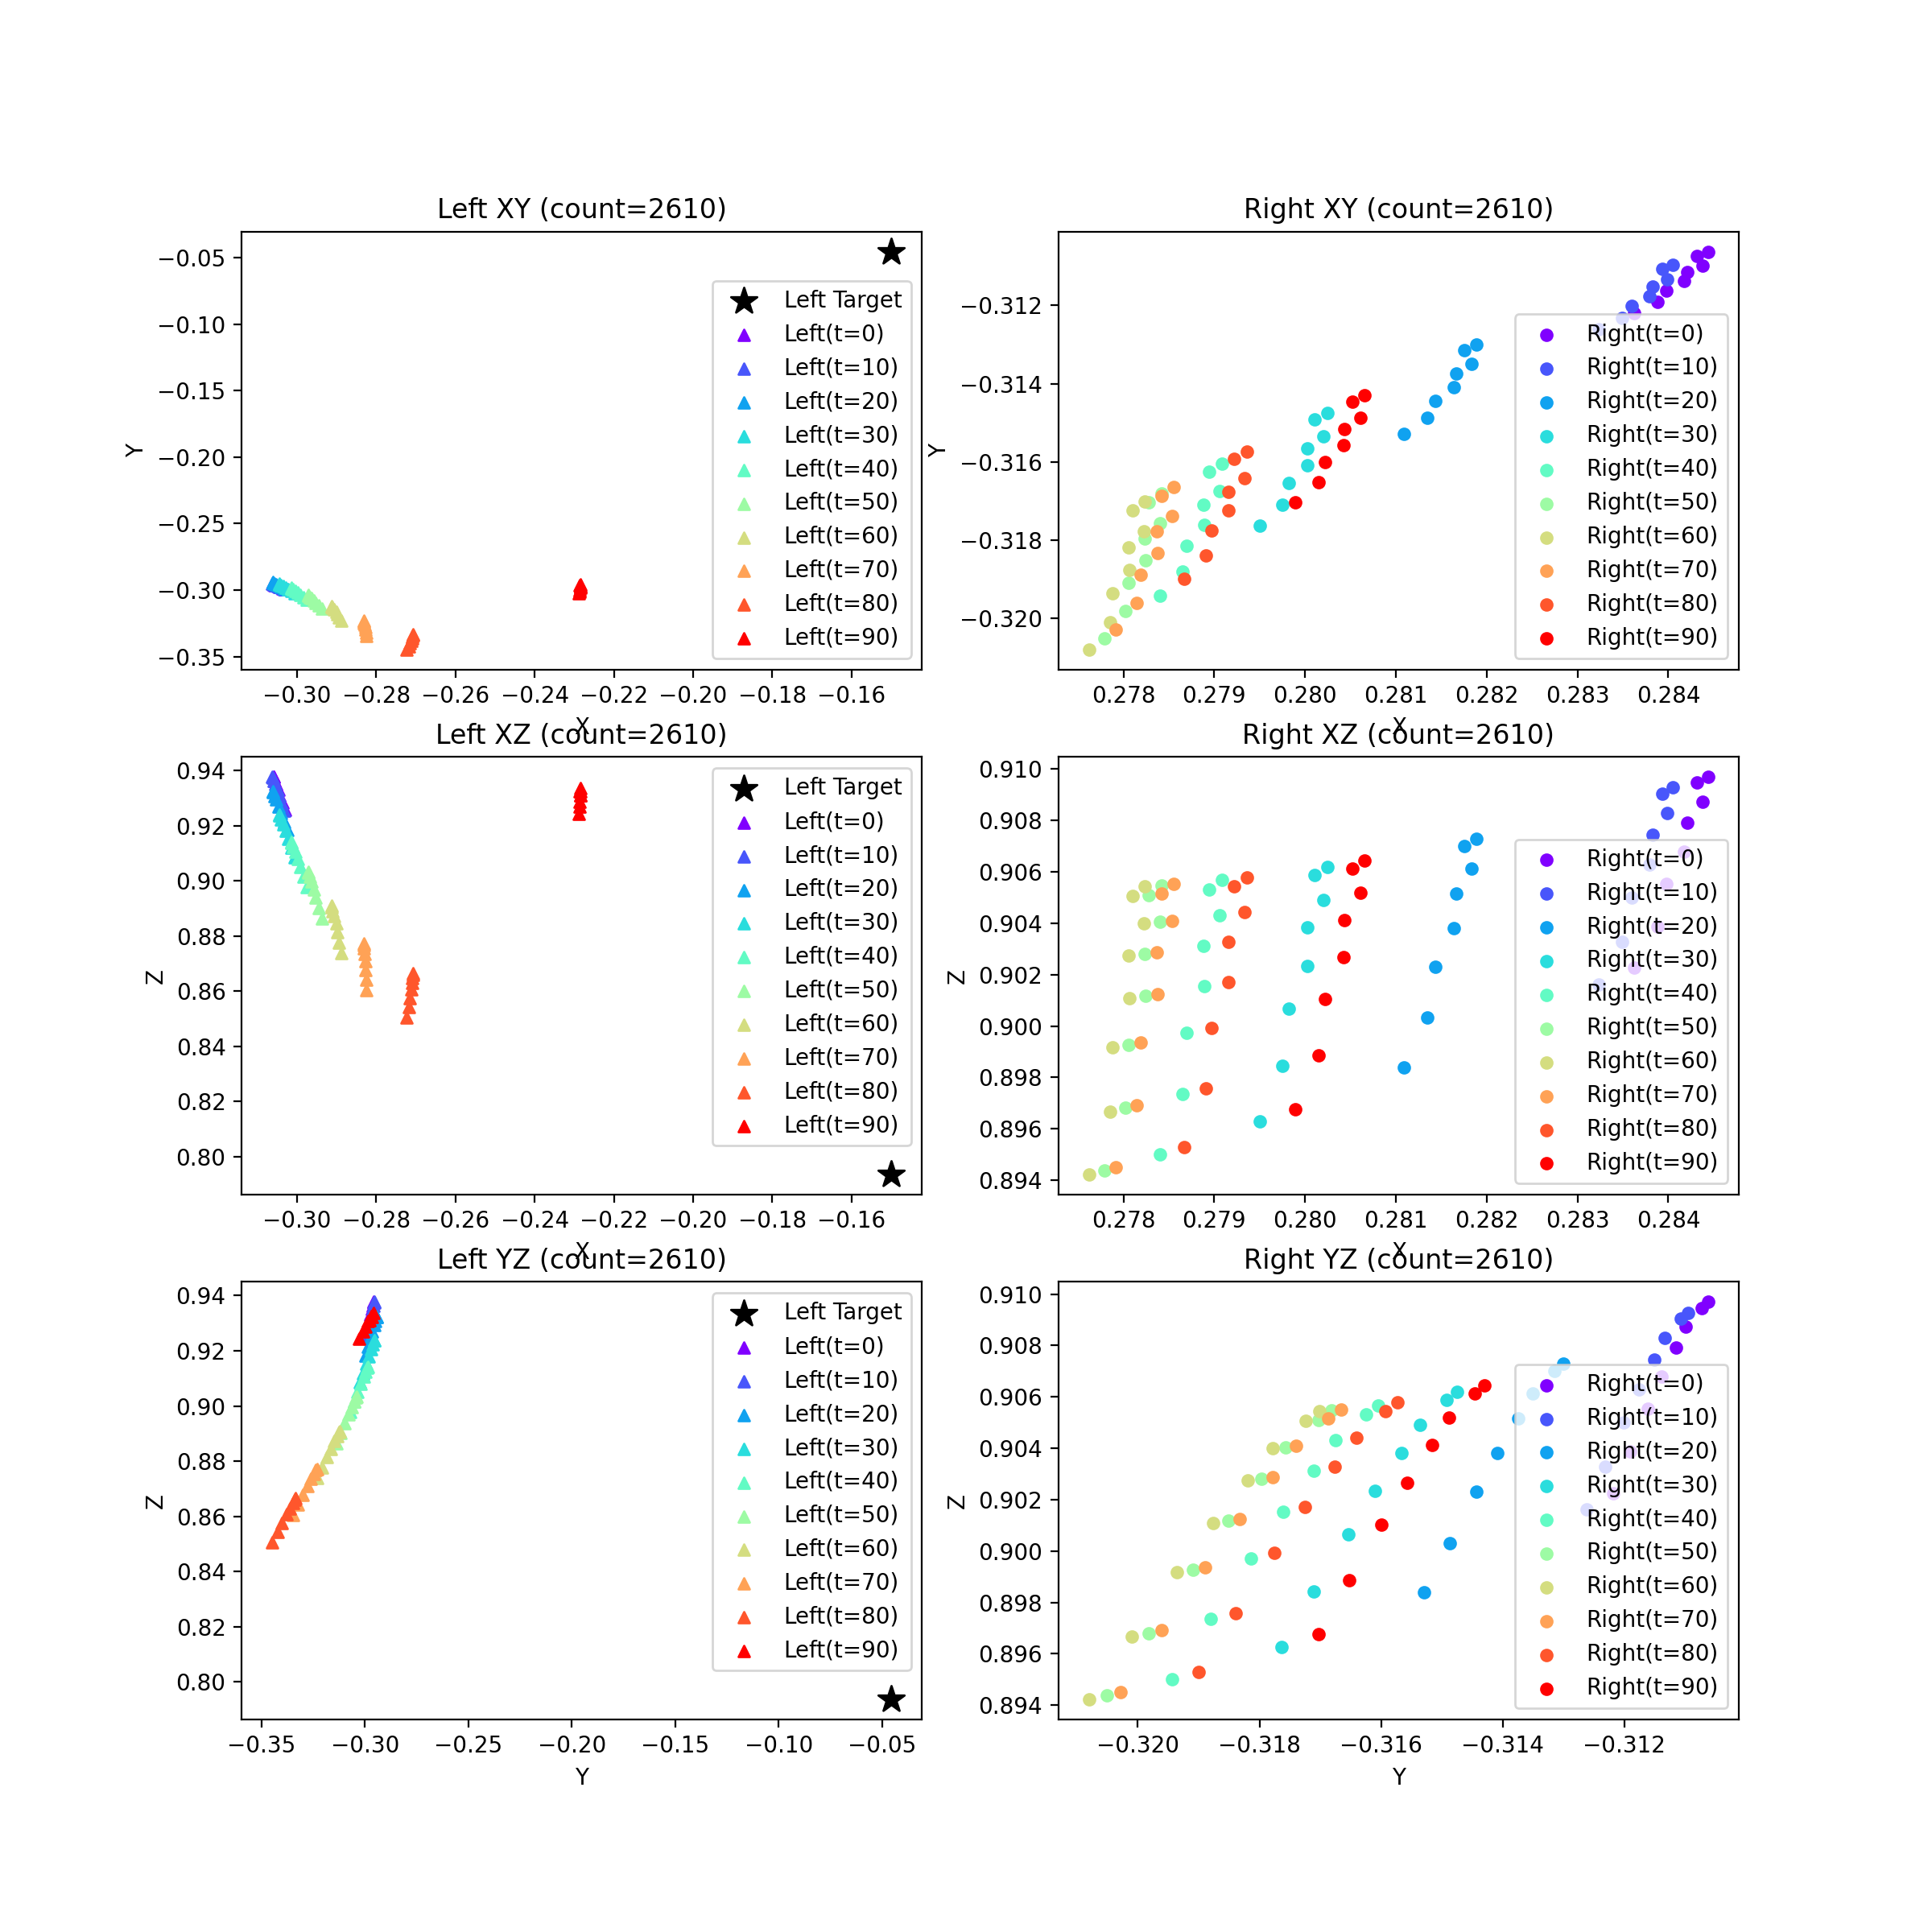 Left XY (count=2610)
Y
−0.05
−0.10
−0.15
−0.20
−0.25
−0.30
−0.35
Left Target
Left(t=0)
Left(t=10)
Left(t=20)
Left(t=30)
Left(t=40)
Left(t=50)
Left(t=60)
Left(t=70)
Left(t=80)
Left(t=90)
−0.30 −0.28 −0.26 −0.24 −0.22 −0.20 −0.18 −0.16
X
Right XY (count=2610)
Y
−0.312
−0.314
−0.316
−0.318
−0.320
Right(t=0)
Right(t=10)
Right(t=20)
Right(t=30)
Right(t=40)
Right(t=50)
Right(t=60)
Right(t=70)
Right(t=80)
Right(t=90)
0.278 0.279 0.280 0.281 0.282 0.283 0.284
X
Left XZ (count=2610)
Z
0.94
0.92
0.90
0.88
0.86
0.84
0.82
0.80
Left Target
Left(t=0)
Left(t=10)
Left(t=20)
Left(t=30)
Left(t=40)
Left(t=50)
Left(t=60)
Left(t=70)
Left(t=80)
Left(t=90)
−0.30 −0.28 −0.26 −0.24 −0.22 −0.20 −0.18 −0.16
X
Right XZ (count=2610)
Z
0.910
0.908
0.906
0.904
0.902
0.900
0.898
0.896
0.894
Right(t=0)
Right(t=10)
Right(t=20)
Right(t=30)
Right(t=40)
Right(t=50)
Right(t=60)
Right(t=70)
Right(t=80)
Right(t=90)
0.278 0.279 0.280 0.281 0.282 0.283 0.284
X
Left YZ (count=2610)
Z
0.94
0.92
0.90
0.88
0.86
0.84
0.82
0.80
Left Target
Left(t=0)
Left(t=10)
Left(t=20)
Left(t=30)
Left(t=40)
Left(t=50)
Left(t=60)
Left(t=70)
Left(t=80)
Left(t=90)
−0.35 −0.30 −0.25 −0.20 −0.15 −0.10 −0.05
Y
Right YZ (count=2610)
Z
0.910
0.908
0.906
0.904
0.902
0.900
0.898
0.896
0.894
Right(t=0)
Right(t=10)
Right(t=20)
Right(t=30)
Right(t=40)
Right(t=50)
Right(t=60)
Right(t=70)
Right(t=80)
Right(t=90)
−0.320 −0.318 −0.316 −0.314 −0.312
Y